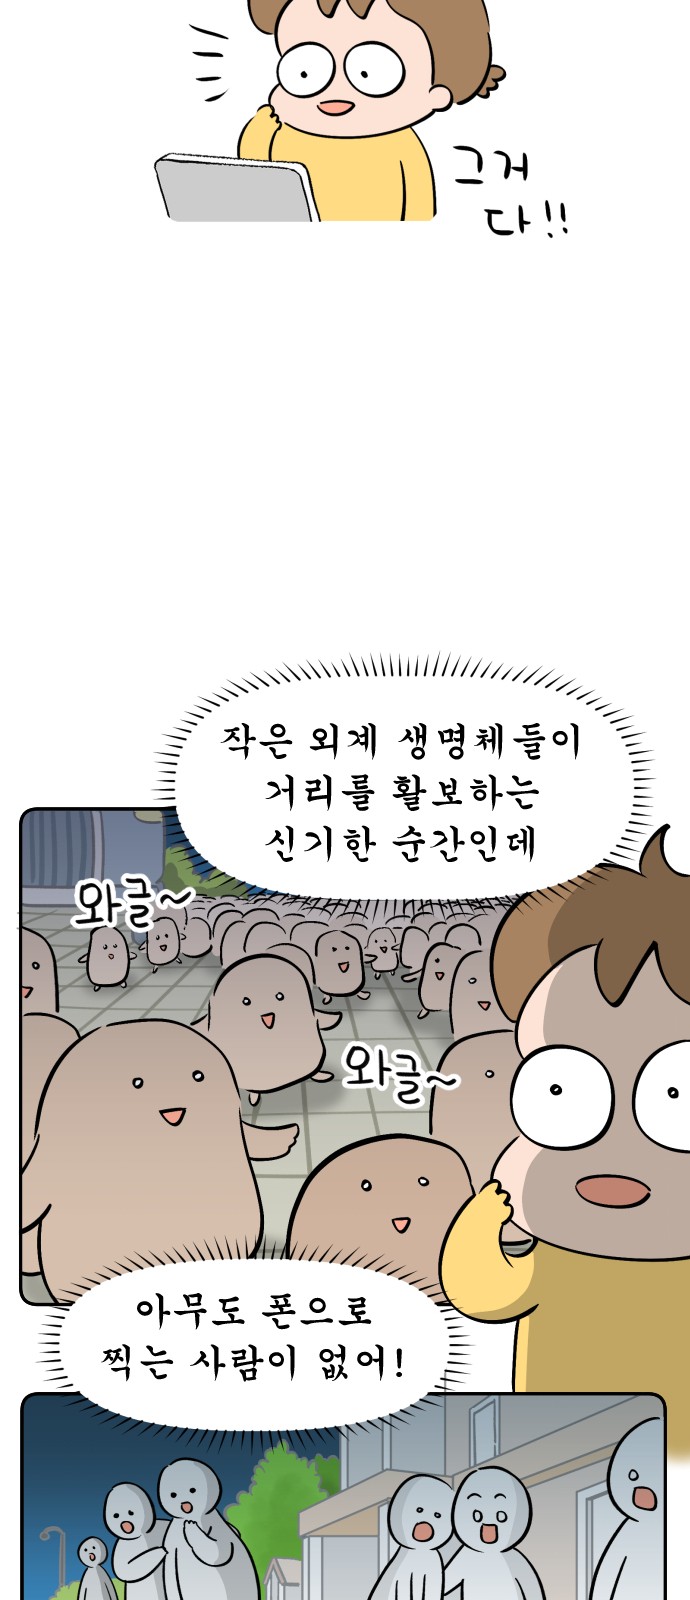 그거
다!!
작은 외계 생명체들이
거리를 활보하는
신기한 순간인데
와글~
와글~
아무도 폰으로
찍는 사람이 없어!